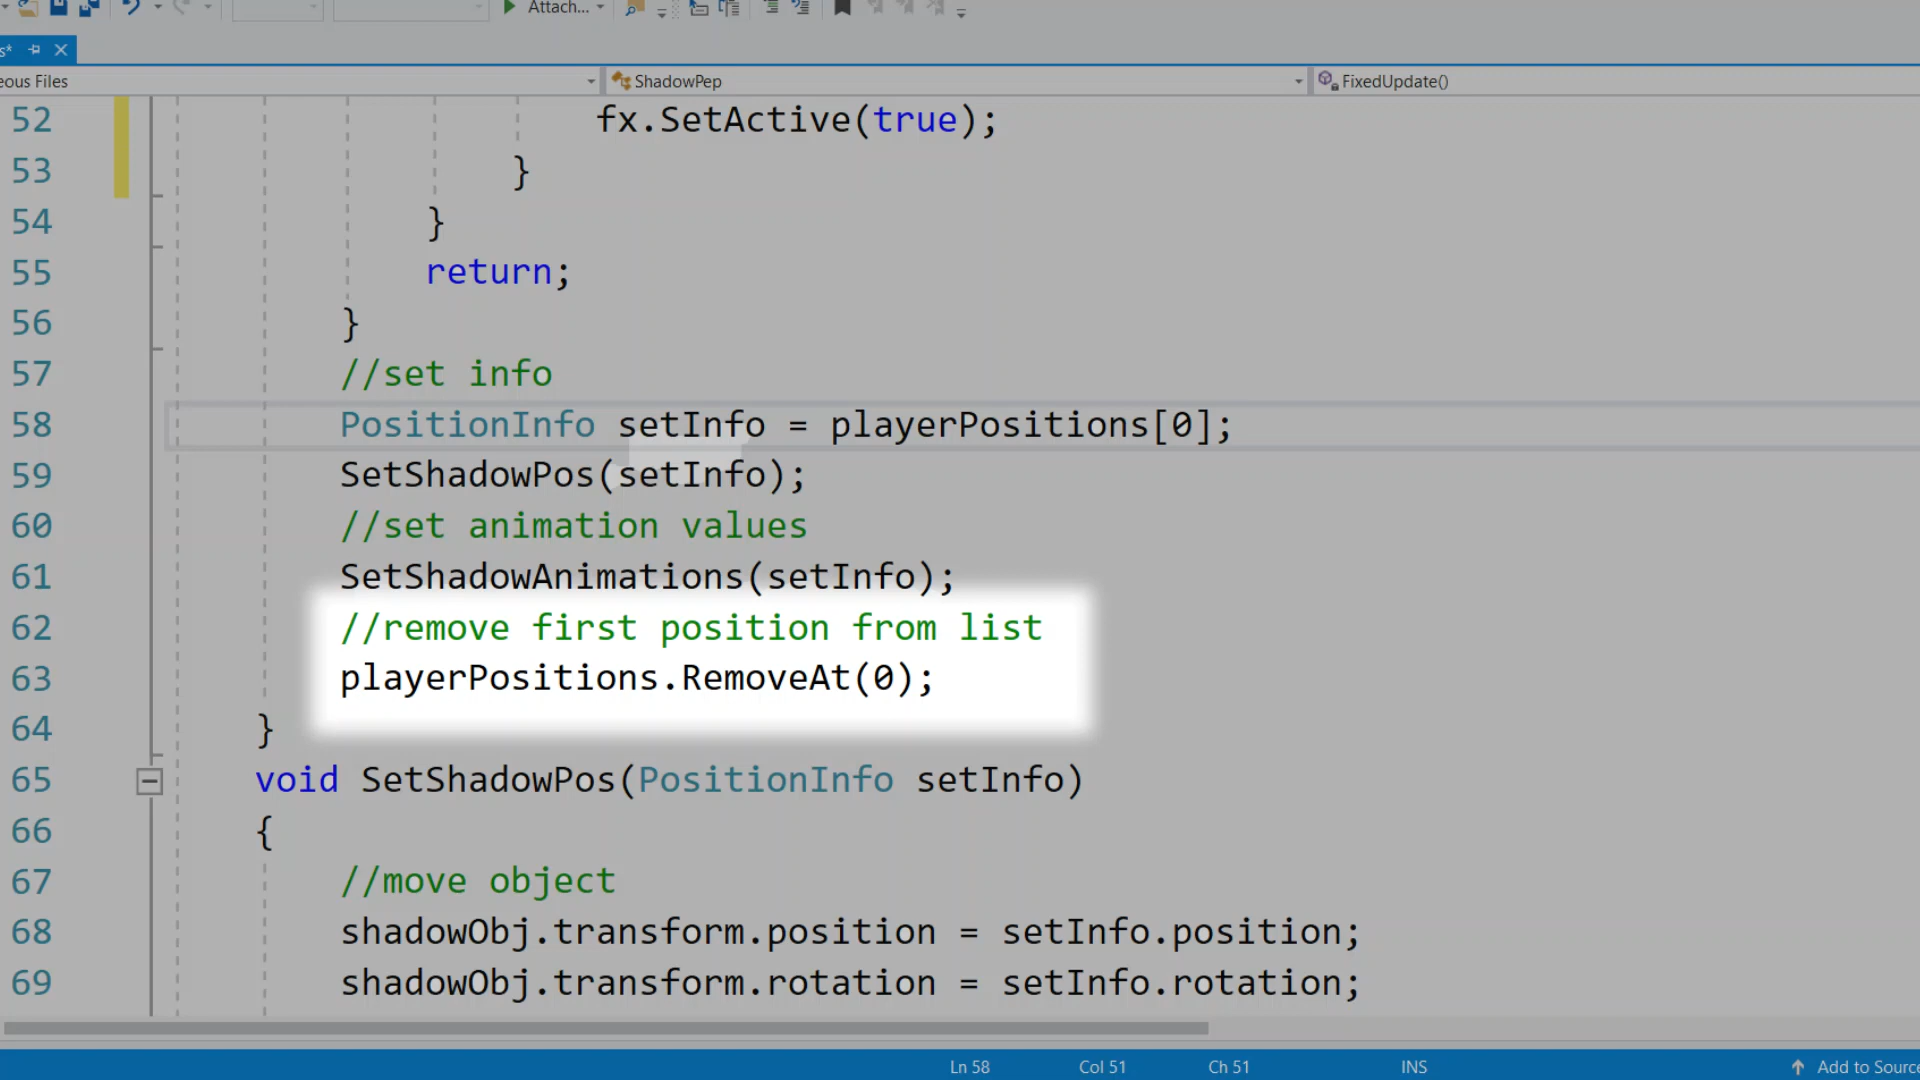 Attach...
s*
eous Files
ShadowPep
FixedUpdate()
52 fx.SetActive(true);
53 }
54 }
55 return;
56 }
57 //set info
58 PositionInfo setInfo = playerPositions[0];
59 SetShadowPos(setInfo);
60 //set animation values
61 SetShadowAnimations(setInfo);
62 //remove first position from list
63 playerPositions.RemoveAt(0);
64 }
65 void SetShadowPos(PositionInfo setInfo)
66 {
67 //move object
68 shadowObj.transform.position = setInfo.position;
69 shadowObj.transform.rotation = setInfo.rotation;
Ln 58 Col 51 Ch 51 INS Add to Source